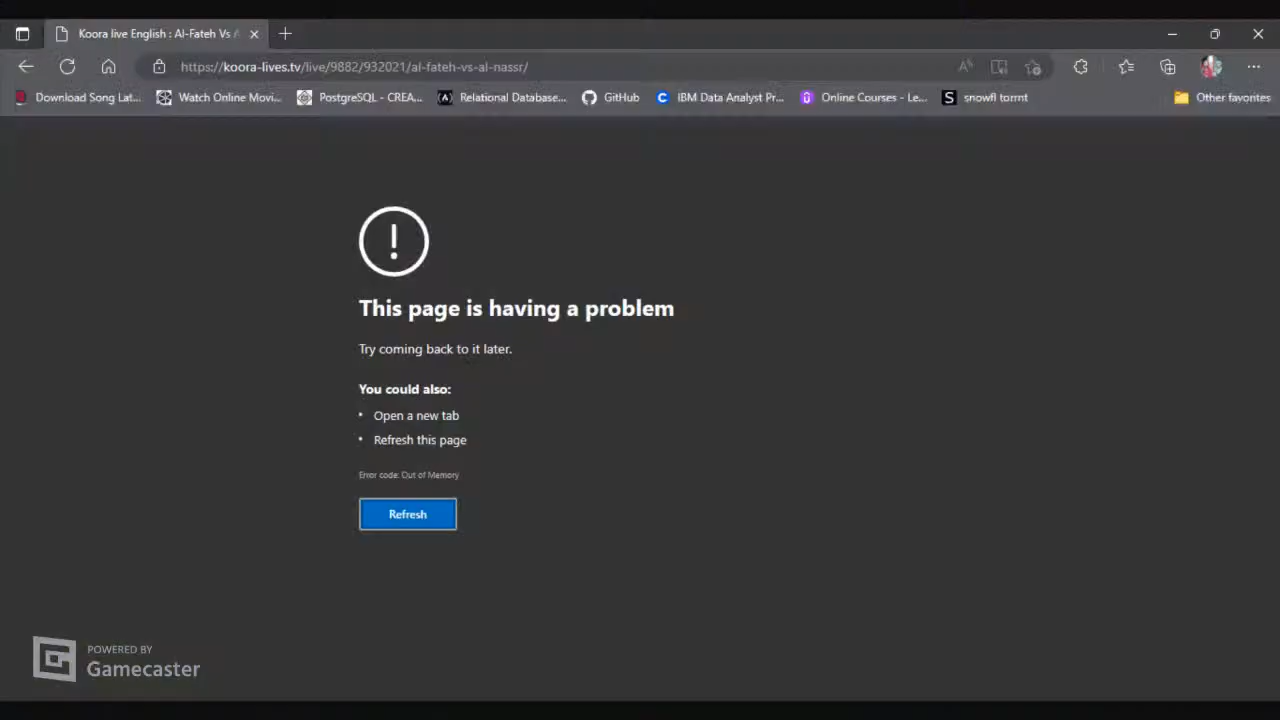 Koora live English : Al-Fateh Vs
https://koora-lives.tv/live/9882/932021/al-fateh-vs-al-nassr/
Download Song Lat... Watch Online Movi... PostgreSQL - CREA... Relational Database... GitHub IBM Data Analyst Pr... Online Courses - Le... snowfl torrnt Other favorites
This page is having a problem
Try coming back to it later.
You could also:
• Open a new tab
• Refresh this page
Error code: Out of Memory
Refresh
POWERED BY
Gamecaster